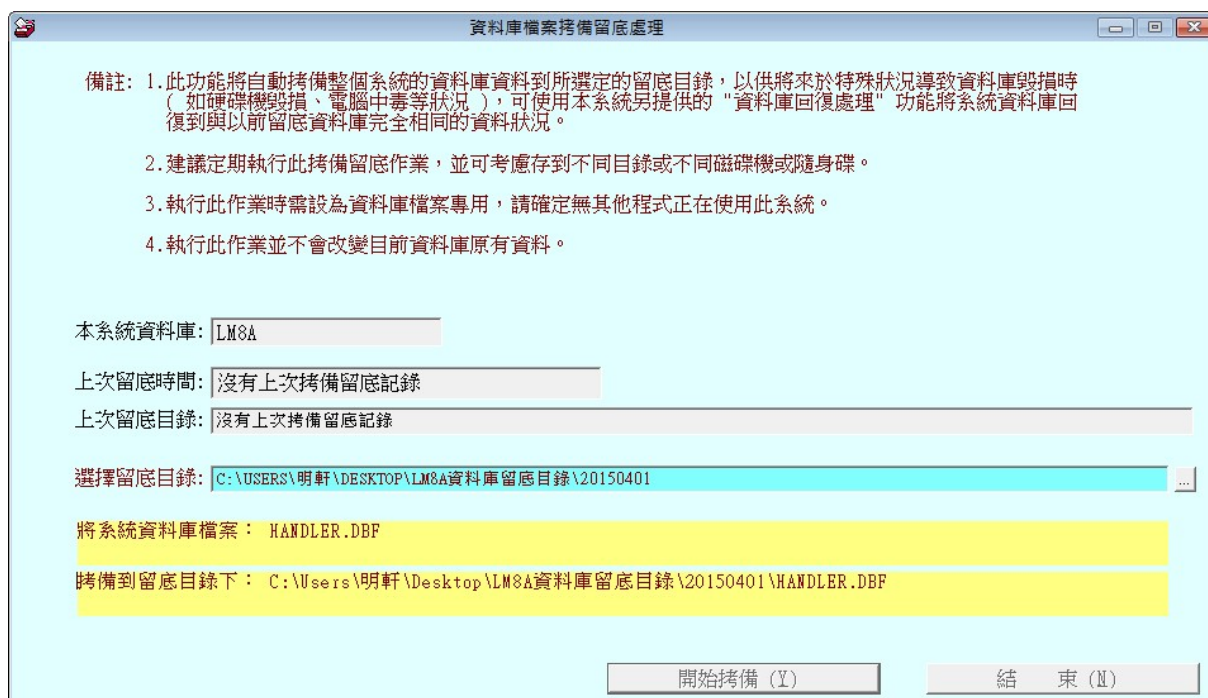 資料庫檔案拷備留底處理
備註: 1.此功能將自動拷備整個系統的資料庫資料到所選定的留底目錄，以供將來於特殊狀況導致資料庫毀損時
( 如硬碟機毀損、電腦中毒等狀況 )，可使用本系統另提供的 "資料庫回復處理" 功能將系統資料庫回
復到與以前留底資料庫完全相同的資料狀況。
2.建議定期執行此拷備留底作業，並可考慮存到不同目錄或不同磁碟機或隨身碟。
3.執行此作業時需設為資料庫檔案專用，請確定無其他程式正在使用此系統。
4.執行此作業並不會改變目前資料庫原有資料。
本系統資料庫: LM8A
上次留底時間: 沒有上次拷備留底記錄
上次留底目錄: 沒有上次拷備留底記錄
選擇留底目錄: C:\USERS\明軒\DESKTOP\LM8A資料庫留底目錄\20150401 ...
將系統資料庫檔案： HANDLER.DBF
拷備到留底目錄下： C:\Users\明軒\Desktop\LM8A資料庫留底目錄\20150401\HANDLER.DBF
開始拷備 (Y) 結 束 (N)